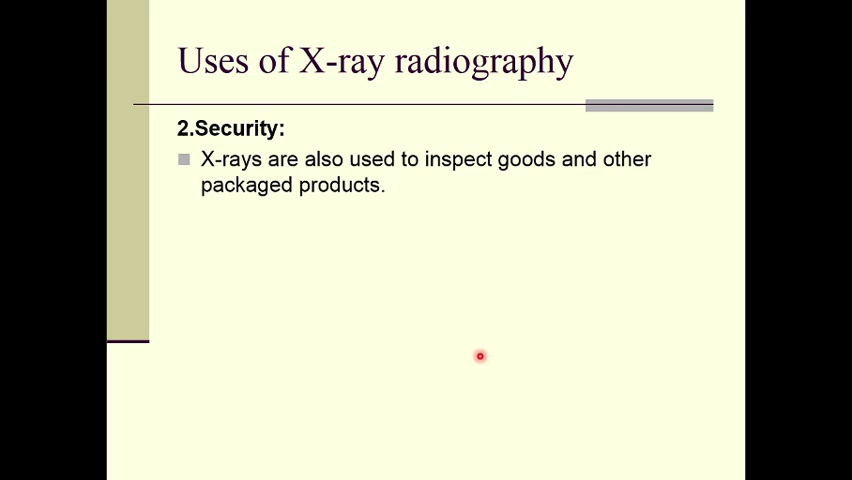 Uses of X-ray radiography
2.Security:
X-rays are also used to inspect goods and other
packaged products.